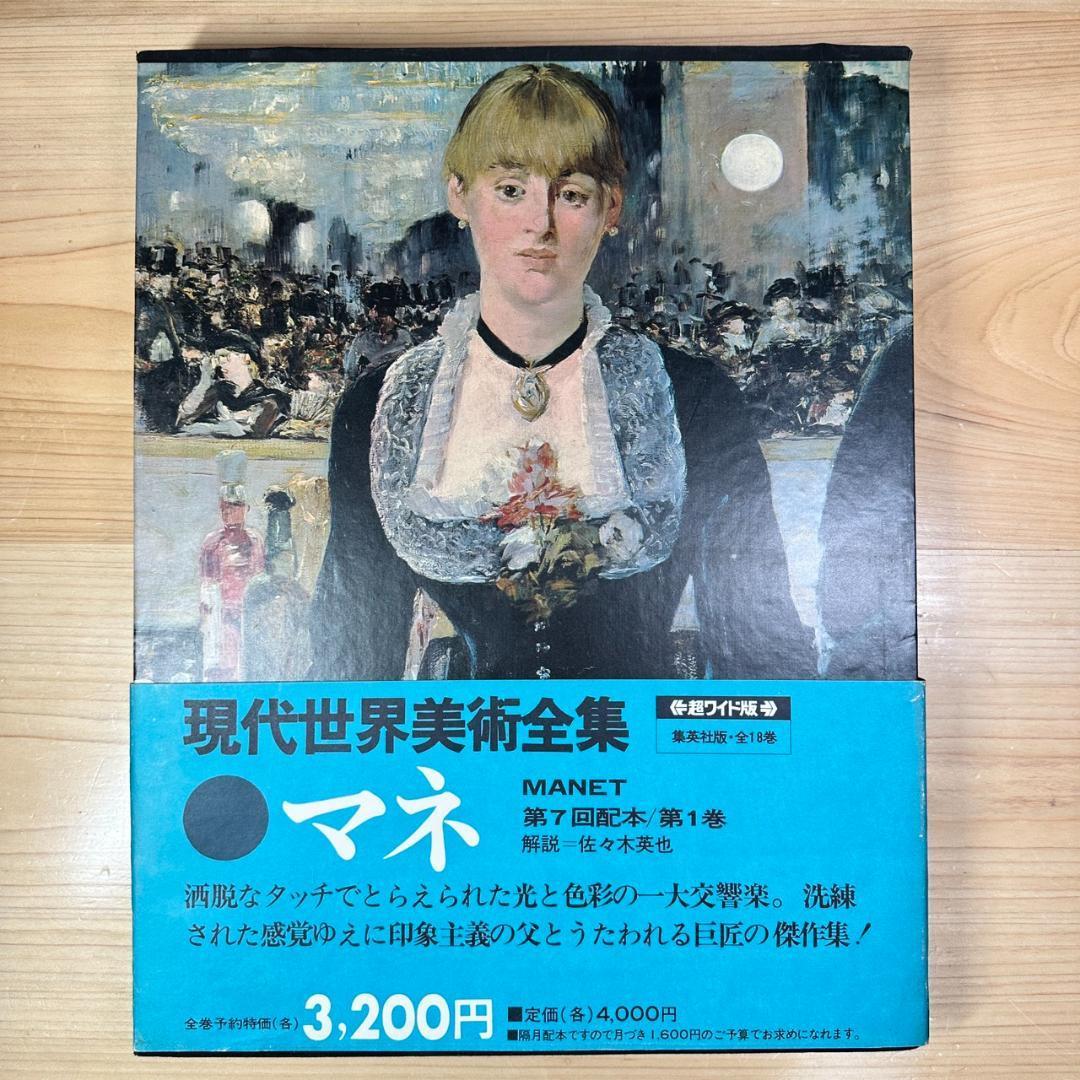 現代世界美術全集
超ワイド版
集英社版・全18巻
マネ
MANET
第7回配本/第1巻
解説=佐々木英也
洒脱なタッチでとらえられた光と色彩の一大交響楽。洗練
された感覚ゆえに印象主義の父とうたわれる巨匠の傑作集!
全巻予約特価(各)3,200円
■定価(各)4,000円
■隔月配本ですので月づき1,600円のご予算でお求めになれます。